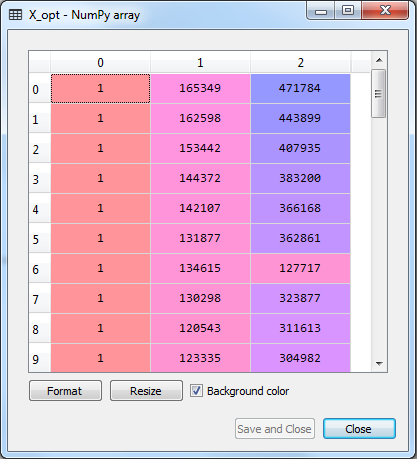 X_opt - NumPy array
0 1 2
0 1 165349 471784
1 1 162598 443899
2 1 153442 407935
3 1 144372 383200
4 1 142107 366168
5 1 131877 362861
6 1 134615 127717
7 1 130298 323877
8 1 120543 311613
9 1 123335 304982
Format Resize Background color
Save and Close Close